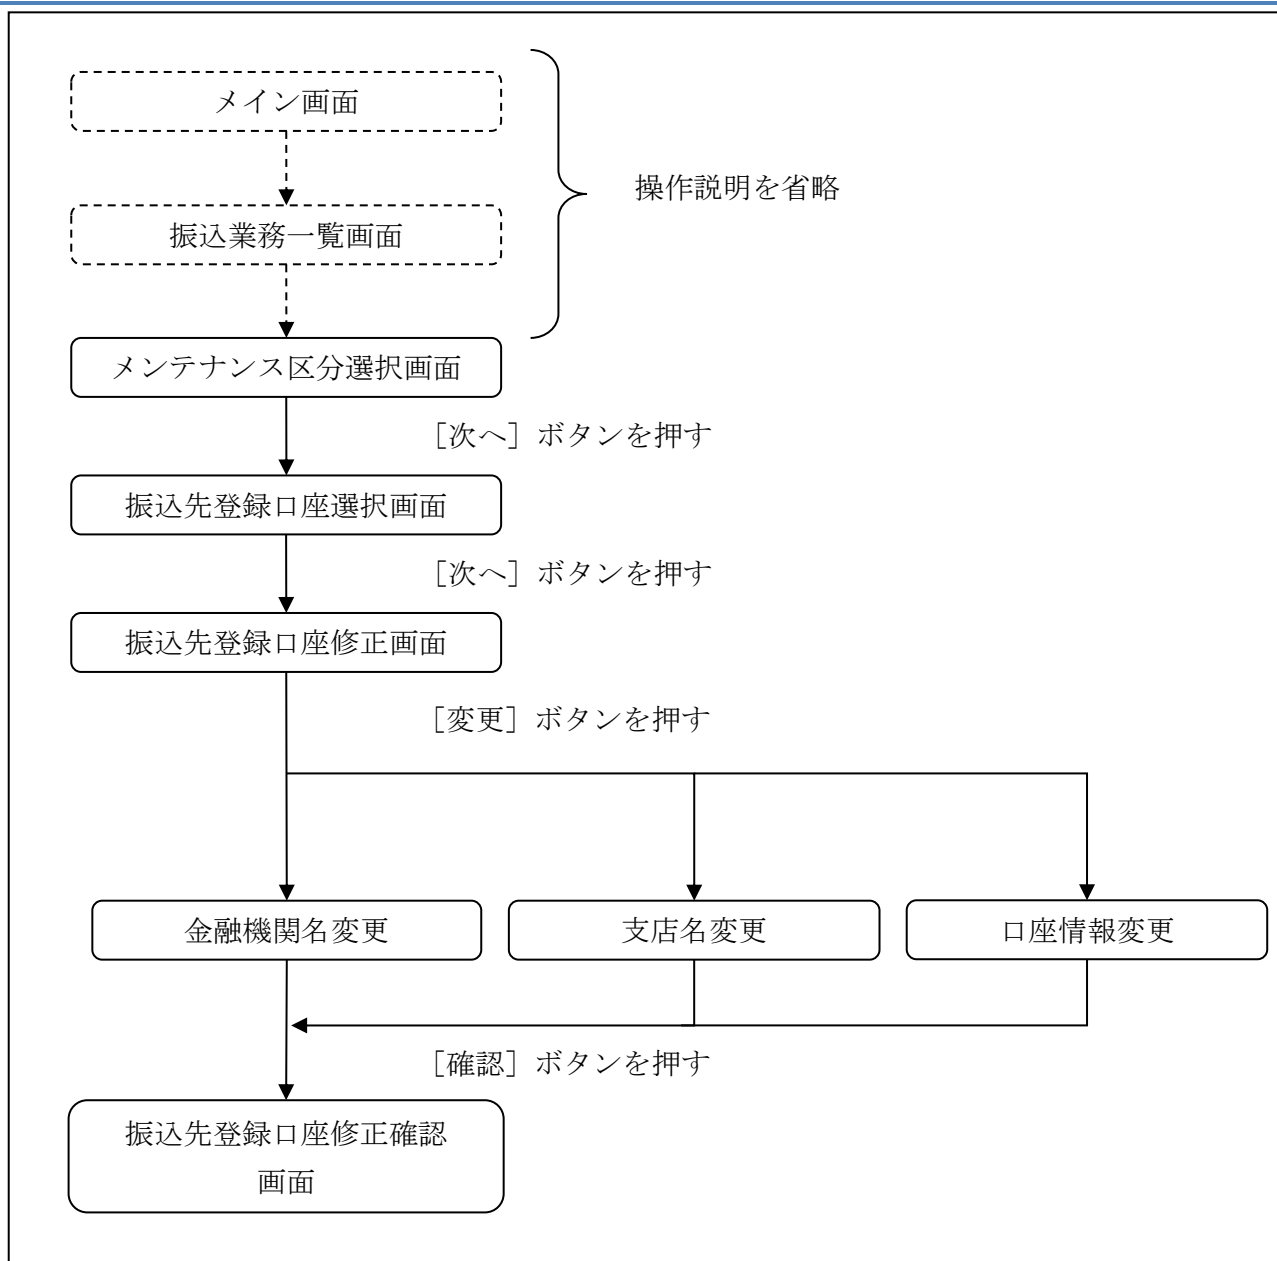 メイン画面
操作説明を省略
振込業務一覧画面
メンテナンス区分選択画面
［次へ］ボタンを押す
振込先登録口座選択画面
［次へ］ボタンを押す
振込先登録口座修正画面
［変更］ボタンを押す
金融機関名変更
支店名変更
口座情報変更
［確認］ボタンを押す
振込先登録口座修正確認
画面